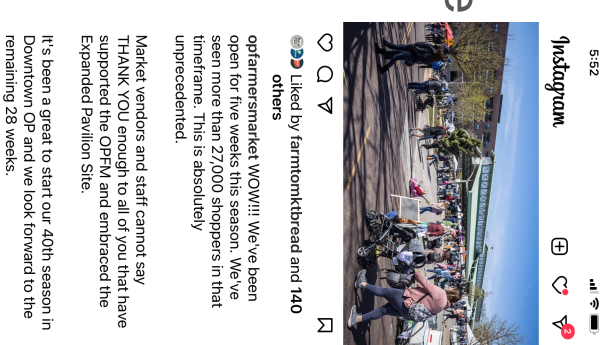 5:52
Instagram
2
Liked by farmtomktbread and 140
others
opfarmersmarket WOW!!! We've been
open for five weeks this season. We've
seen more than 27,000 shoppers in that
timeframe. This is absolutely
unprecedented.
Market vendors and staff cannot say
THANK YOU enough to all of you that have
supported the OPFM and embraced the
Expanded Pavilion Site.
It's been a great to start our 40th season in
Downtown OP and we look forward to the
remaining 28 weeks.